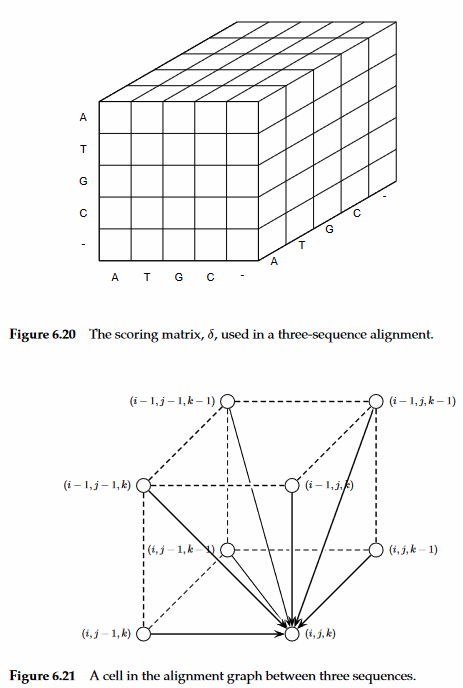 A
T
G
C
-
A T G C -
A
T
G
C
-
Figure 6.20 The scoring matrix, δ, used in a three-sequence alignment.
(i − 1, j − 1, k − 1)
(i − 1, j, k − 1)
(i − 1, j − 1, k)
(i − 1, j, k)
(i, j − 1, k − 1)
(i, j, k − 1)
(i, j − 1, k)
(i, j, k)
Figure 6.21 A cell in the alignment graph between three sequences.